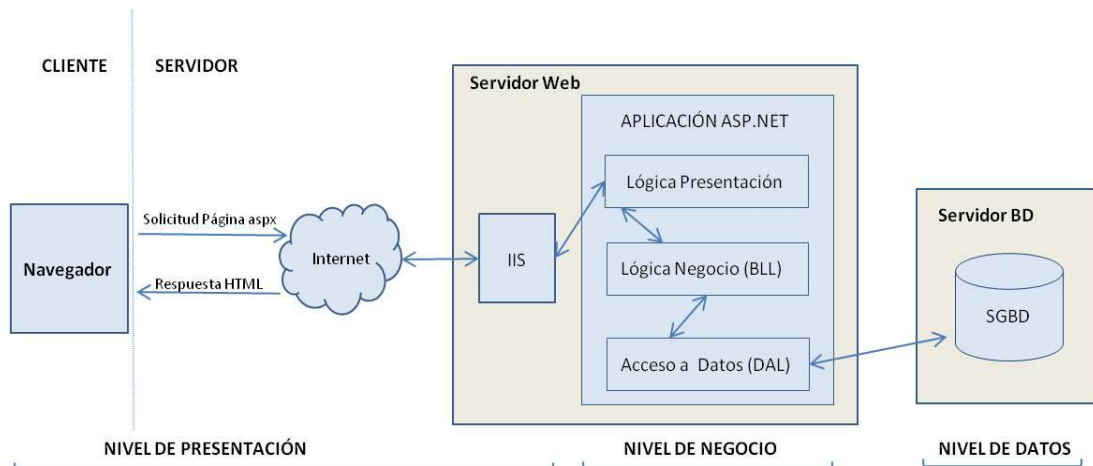 CLIENTE
SERVIDOR
Servidor Web
APLICACIÓN ASP.NET
Lógica Presentación
Solicitud Página aspx
Servidor BD
Navegador
Internet
IIS
Lógica Negocio (BLL)
Respuesta HTML
SGBD
Acceso a Datos (DAL)
NIVEL DE PRESENTACIÓN
NIVEL DE NEGOCIO
NIVEL DE DATOS